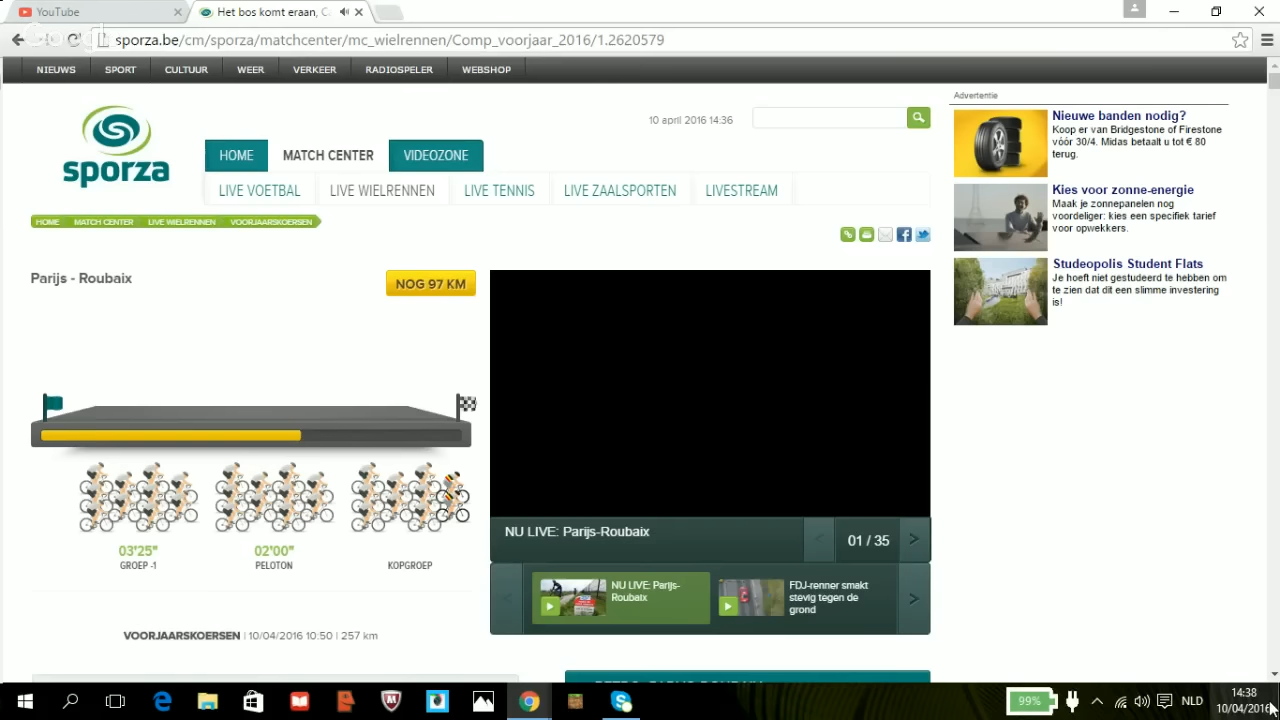 YouTube
Het bos komt eraan, C
sporza.be/cm/sporza/matchcenter/mc_wielrennen/Comp_voorjaar_2016/1.2620579
NIEUWS SPORT CULTUUR WEER VERKEER RADIOSPELER WEBSHOP
Advertentie
sporza
10 april 2016 14:36
HOME MATCH CENTER VIDEOZONE
LIVE VOETBAL LIVE WIELRENNEN LIVE TENNIS LIVE ZAALSPORTEN LIVESTREAM
HOME MATCH CENTER LIVE WIELRENNEN VOORJAARSKOERSEN
Nieuwe banden nodig?
Koop er van Bridgestone of Firestone
vóór 30/4. Midas betaalt u tot € 80
terug.
Kies voor zonne-energie
Maak je zonnepanelen nog
voordeliger: kies een specifiek tarief
voor opwekkers.
Studeopolis Student Flats
Je hoeft niet gestudeerd te hebben om
te zien dat dit een slimme investering
is!
Parijs - Roubaix
NOG 97 KM
03'25" 02'00"
GROEP -1 PELOTON KOPGROEP
VOORJAARSKOERSEN | 10/04/2016 10:50 | 257 km
NU LIVE: Parijs-Roubaix
< 01 / 35 >
NU LIVE: Parijs-
Roubaix
FDJ-renner smakt
stevig tegen de
grond
99%
NLD
14:38
10/04/2016